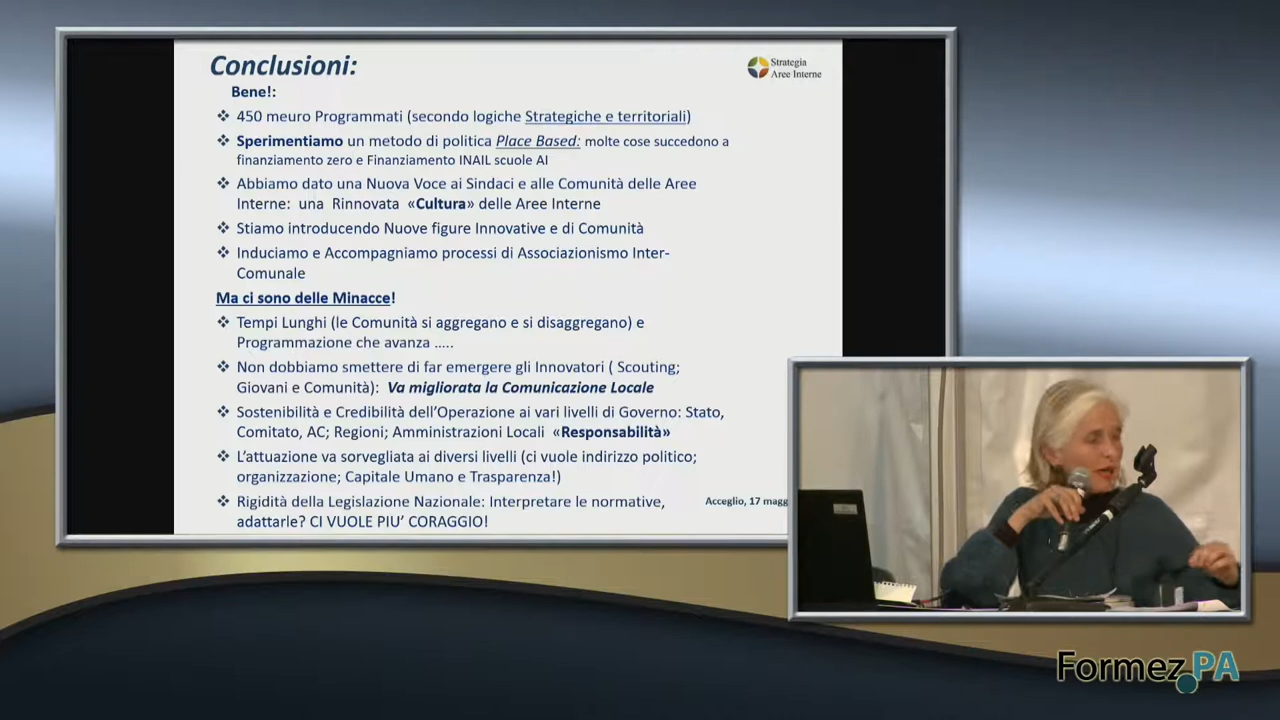 Conclusioni:
Strategia
Aree Interne
Bene!:
❖ 450 meuro Programmati (secondo logiche Strategiche e territoriali)
❖ Sperimentiamo un metodo di politica Place Based: molte cose succedono a
finanziamento zero e Finanziamento INAIL scuole AI
❖ Abbiamo dato una Nuova Voce ai Sindaci e alle Comunità delle Aree
Interne: una Rinnovata «Cultura» delle Aree Interne
❖ Stiamo introducendo Nuove figure Innovative e di Comunità
❖ Induciamo e Accompagniamo processi di Associazionismo Inter-
Comunale
Ma ci sono delle Minacce!
❖ Tempi Lunghi (le Comunità si aggregano e si disaggregano) e
Programmazione che avanza .....
❖ Non dobbiamo smettere di far emergere gli Innovatori ( Scouting;
Giovani e Comunità): Va migliorata la Comunicazione Locale
❖ Sostenibilità e Credibilità dell'Operazione ai vari livelli di Governo: Stato,
Comitato, AC; Regioni; Amministrazioni Locali «Responsabilità»
❖ L'attuazione va sorvegliata ai diversi livelli (ci vuole indirizzo politico;
organizzazione; Capitale Umano e Trasparenza!)
❖ Rigidità della Legislazione Nazionale: Interpretare le normative,
adattarle? CI VUOLE PIU' CORAGGIO!
Acceglio, 17 magg
Formez.PA